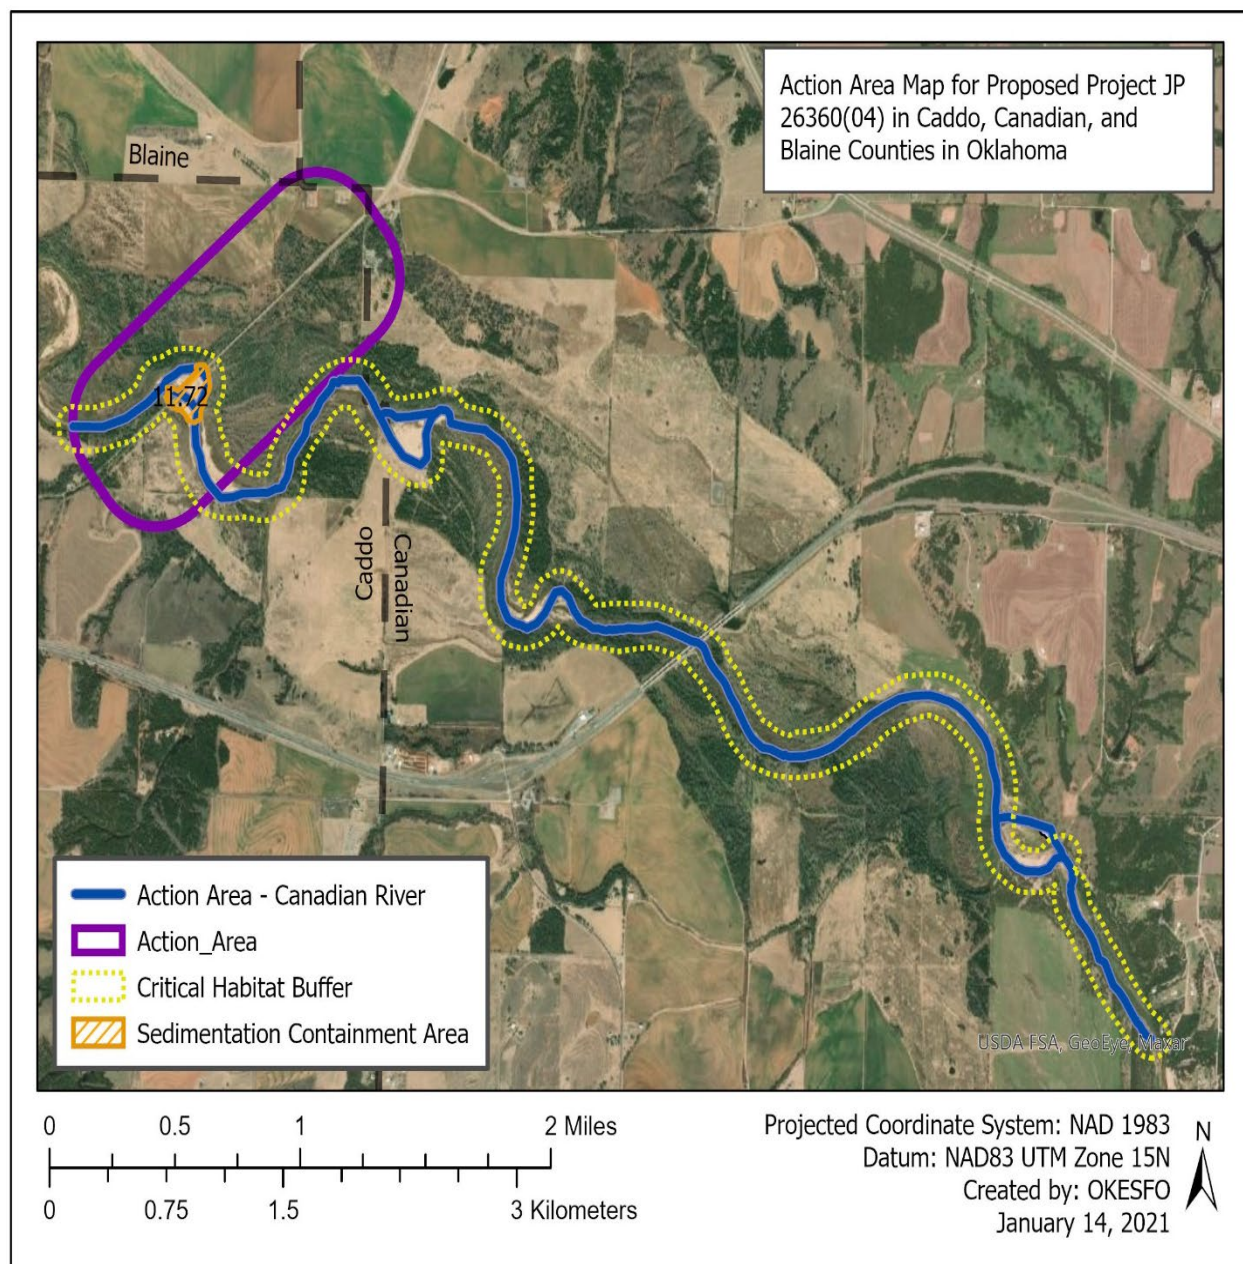 Action Area Map for Proposed Project JP
26360(04) in Caddo, Canadian, and
Blaine Counties in Oklahoma
Blaine
11.72
Caddo
Canadian
Action Area - Canadian River
Action_Area
Critical Habitat Buffer
Sedimentation Containment Area
USDA FSA, GeoEye, Maxar
0 0.5 1 2 Miles
0 0.75 1.5 3 Kilometers
Projected Coordinate System: NAD 1983
Datum: NAD83 UTM Zone 15N
Created by: OKESFO
January 14, 2021
N